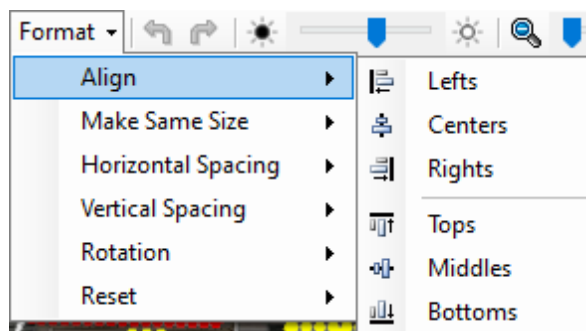 Format
Align
Make Same Size
Horizontal Spacing
Vertical Spacing
Rotation
Reset
Lefts
Centers
Rights
Tops
Middles
Bottoms